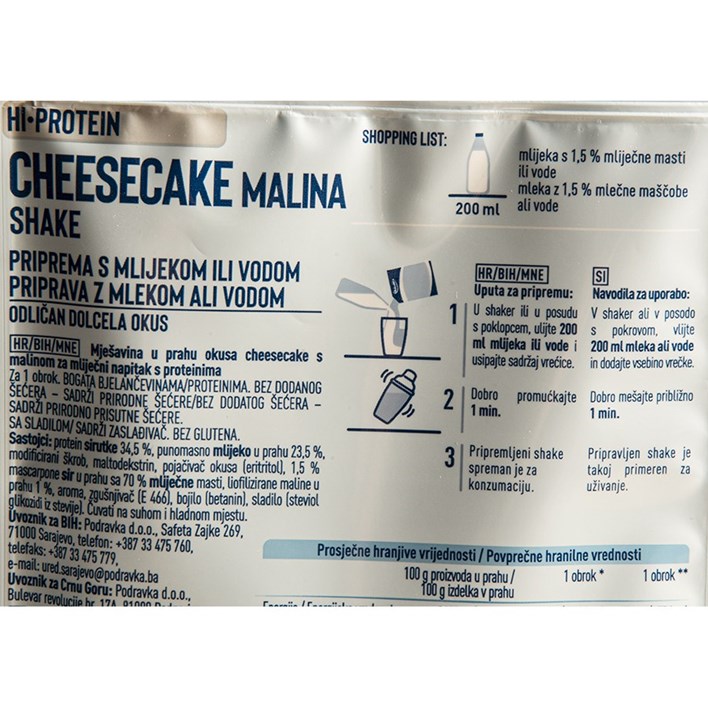 HI•PROTEIN
CHEESECAKE MALINA
SHAKE
PRIPREMA S MLIJEKOM ILI VODOM
PRIPRAVA Z MLEKOM ALI VODOM
ODLIČAN DOLCELA OKUS
HR/BIH/MNE Mješavina u prahu okusa cheesecake s
malinom za mliječni napitak s proteinima
Za 1 obrok. BOGATA BJELANČEVINAMA/PROTEINIMA. BEZ DODANOG
ŠEĆERA – SADRŽI PRIRODNE ŠEĆERE/BEZ DODATOG ŠEĆERA –
SADRŽI PRIRODNO PRISUTNE ŠEĆERE.
SA SLADILOM/ SADRŽI ZASLAĐIVAČ. BEZ GLUTENA.
Sastojci: protein sirutke 34,5 %, punomasno mlijeko u prahu 23,5 %,
modificirani škrob, maltodekstrin, pojačivač okusa (eritritol), 1,5 %
mascarpone sir u prahu sa 70 % mliječne masti, liofilizirane maline u
prahu 1 %, aroma, zgušnjivač (E 466), bojilo (betanin), sladilo (steviol
glikozidi iz stevije). Čuvati na suhom i hladnom mjestu.
Uvoznik za BIH: Podravka d.o.o., Safeta Zajke 269,
71000 Sarajevo, telefon: +387 33 475 760,
telefaks: +387 33 475 779,
e-mail: ured.sarajevo@podravka.ba
Uvoznik za Crnu Goru: Podravka d.o.o.,
Bulevar revolucije br. 17A, 81000
SHOPPING LIST:
200 ml
mlijeka s 1,5 % mliječne masti
ili vode
mleka z 1,5 % mlečne maščobe
ali vode
HR/BIH/MNE
Uputa za pripremu:
1 U shaker ili u posudu
s poklopcem, ulijte 200
ml mlijeka ili vode i
usipajte sadržaj vrećice.
2 Dobro promućkajte
1 min.
3 Pripremljeni shake
spreman je za
konzumaciju.
SI
Navodila za uporabo:
V shaker ali v posodo
s pokrovom, vlijte
200 ml mleka ali vode
in dodajte vsebino vrečke.
Dobro mešajte približno
1 min.
Pripravljen shake je
takoj primeren za
uživanje.
Prosječne hranjive vrijednosti / Povprečne hranilne vrednosti
100 g proizvoda u prahu / 1 obrok * 1 obrok **
100 g izdelka v prahu